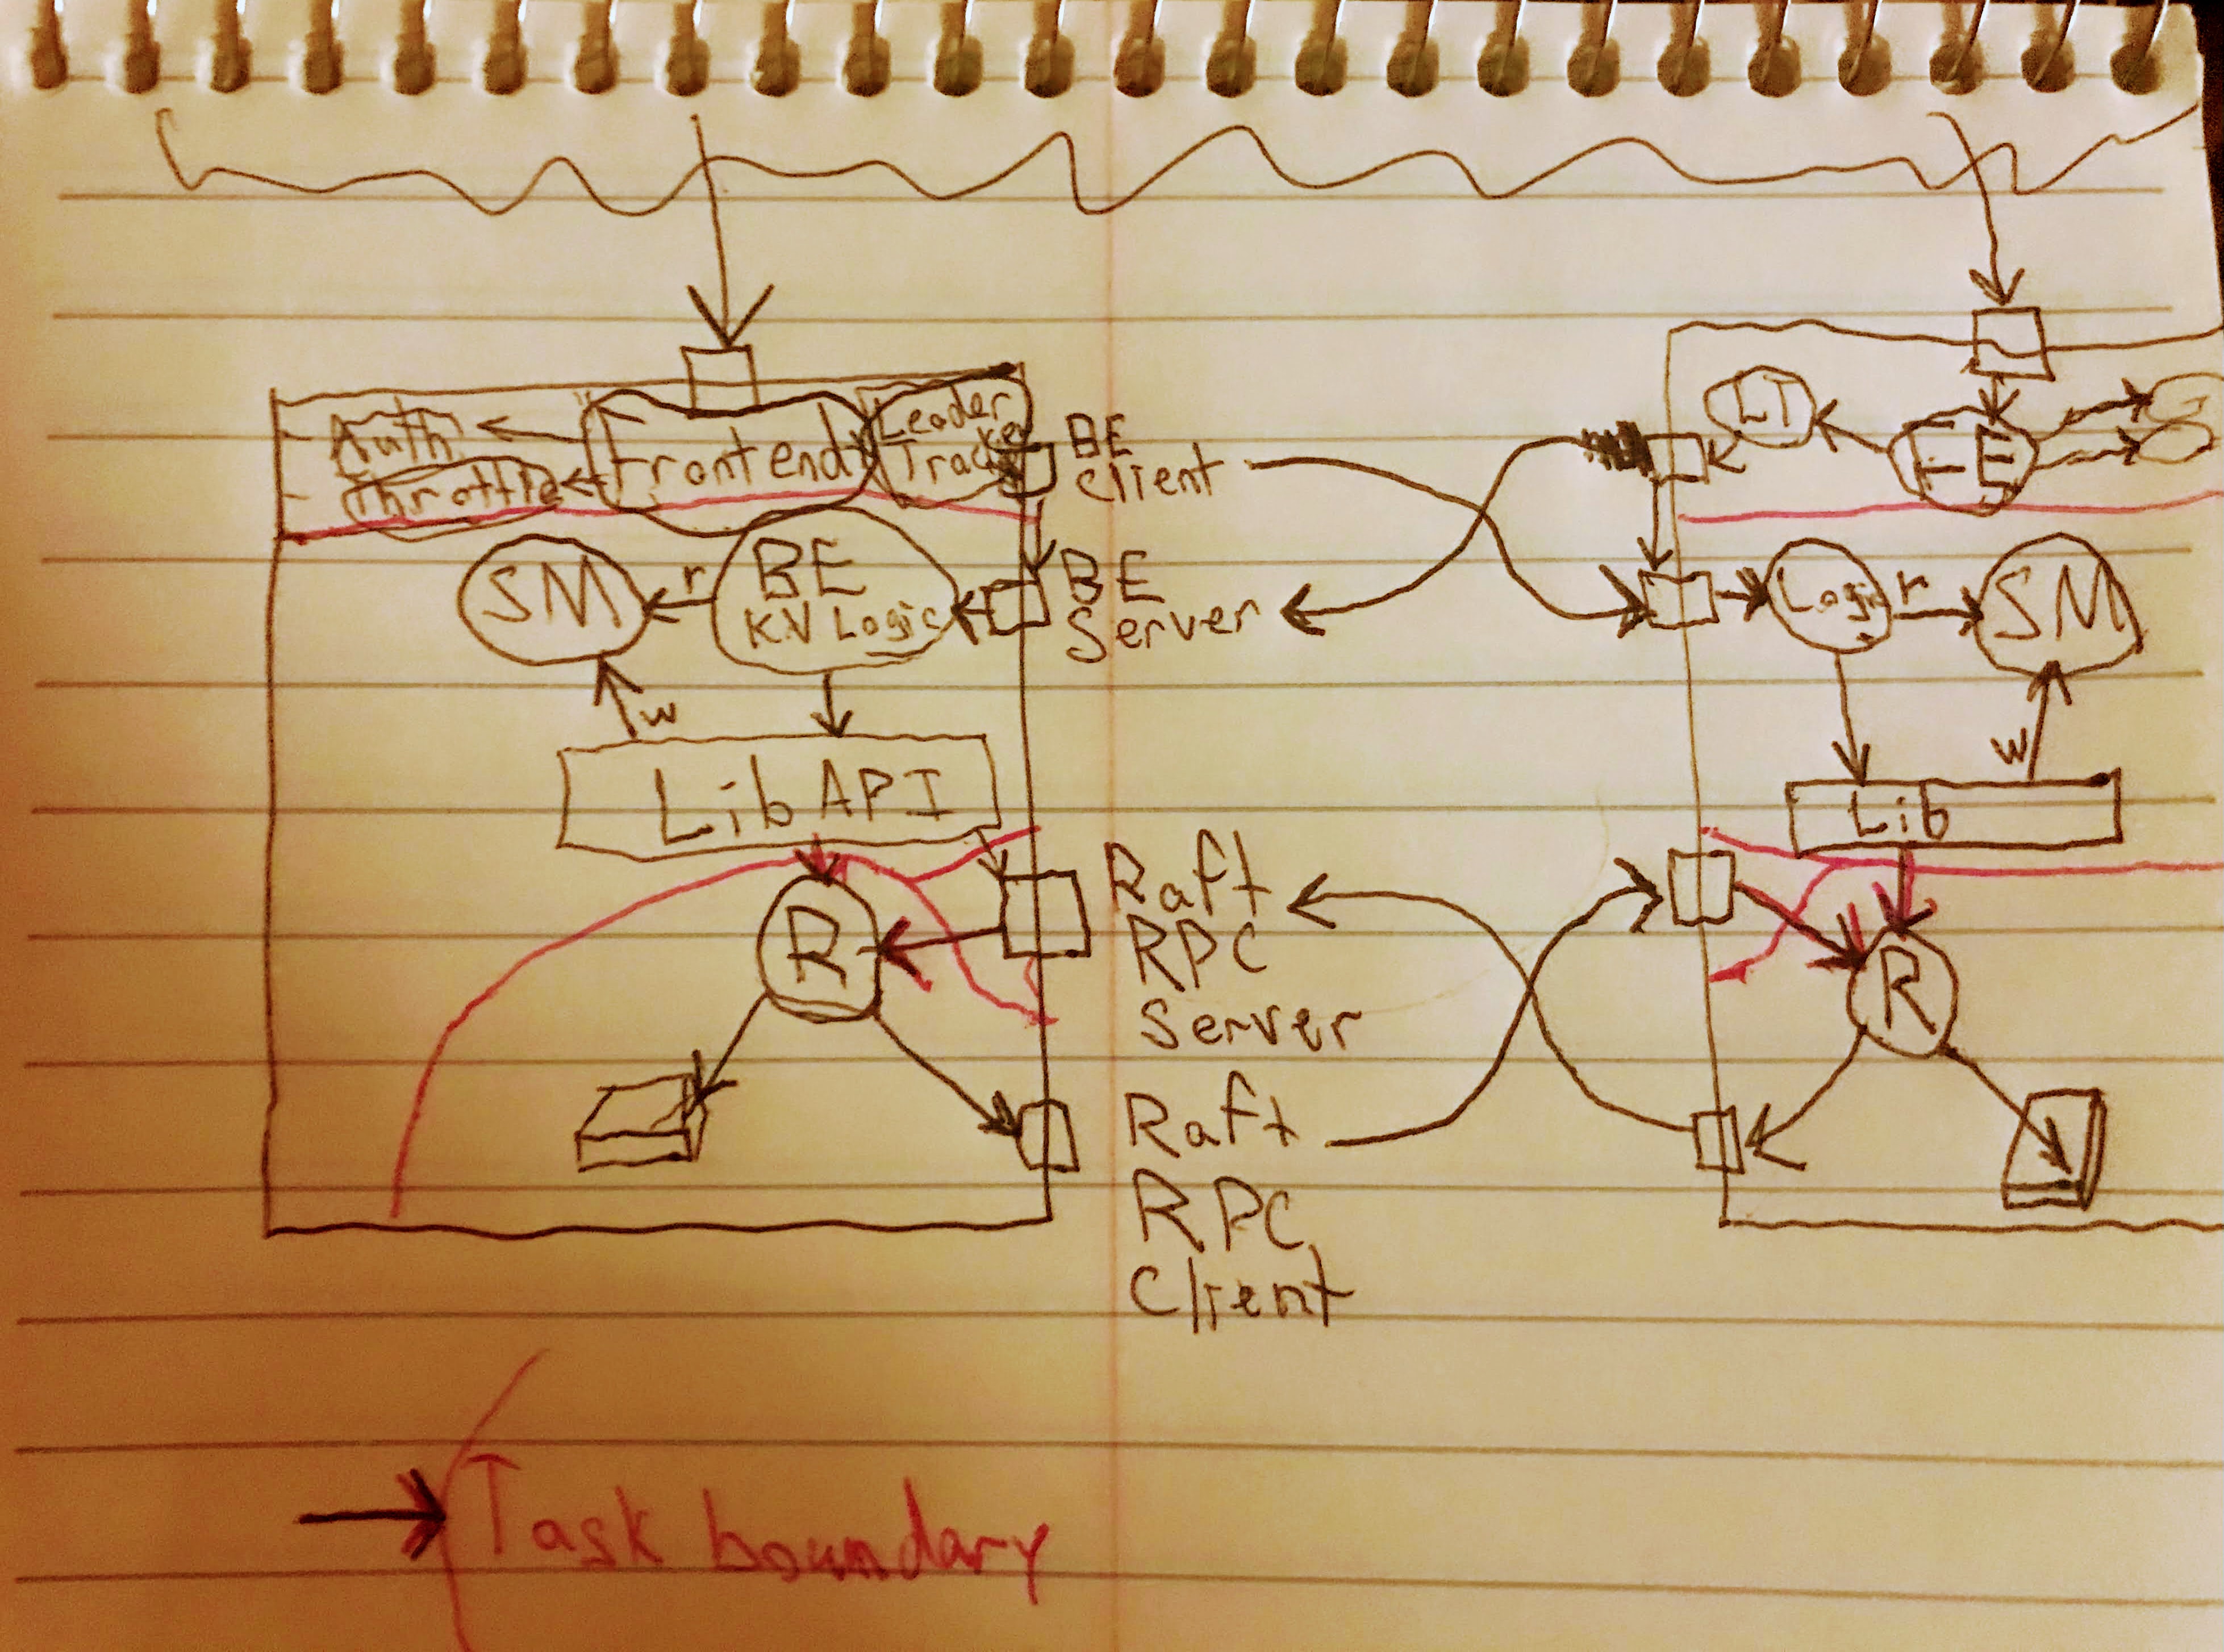 Auth
Throttle
Frontend
Leader
Tracker
BE
Client
SM
r
BE
KV Logic
BE
Server
w
Lib API
R
Raft
RPC
Server
Raft
RPC
Client
LT
FE
Logic
r
SM
w
Lib
R
Task boundary